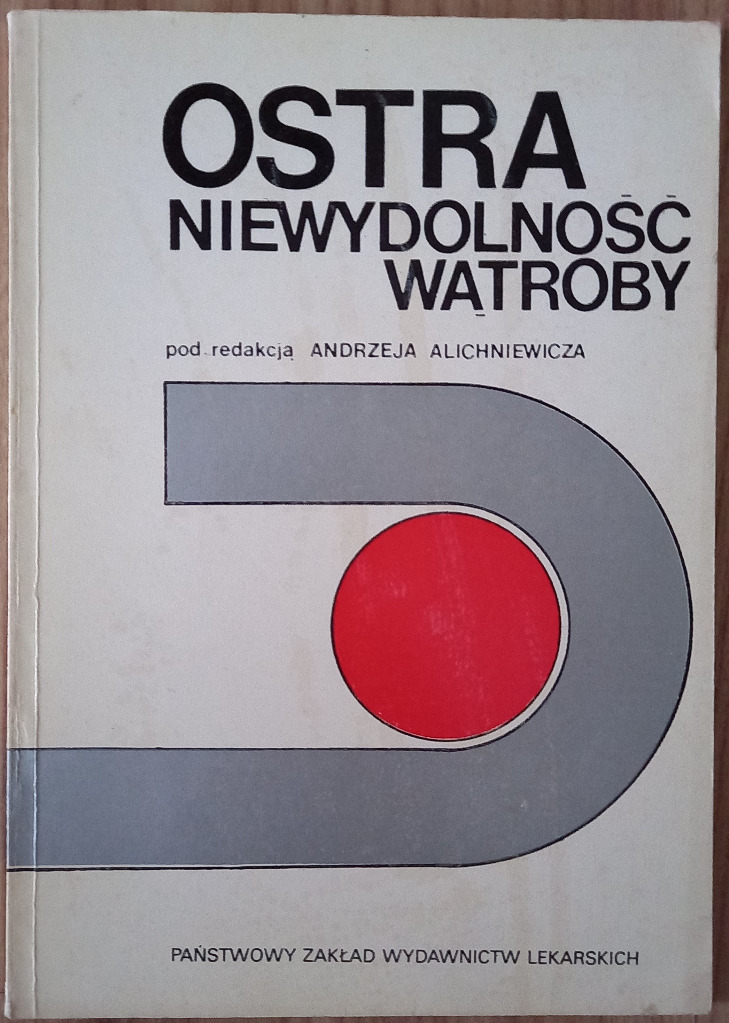 OSTRA
NIEWYDOLNOŚĆ
WĄTROBY
pod redakcją ANDRZEJA ALICHNIEWICZA
PAŃSTWOWY ZAKŁAD WYDAWNICTW LEKARSKICH